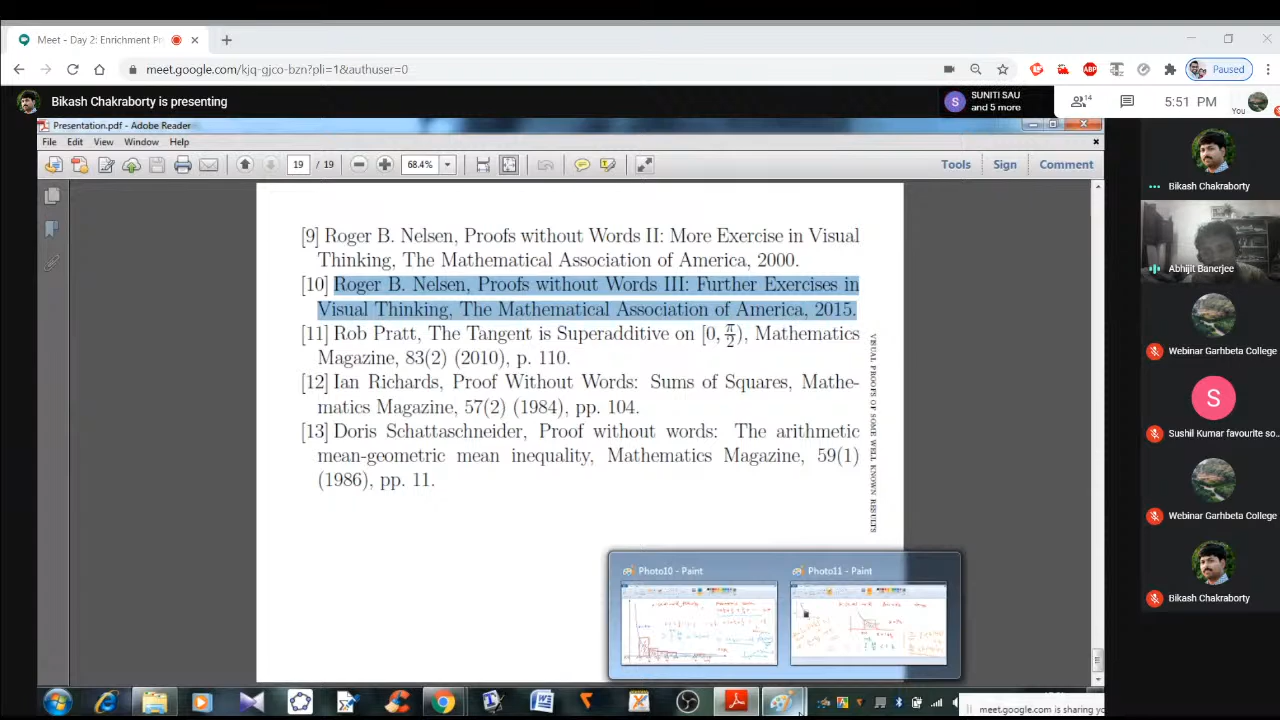 Meet - Day 2: Enrichment Pr
meet.google.com/kjq-gjco-bzn?pli=1&authuser=0
ABP
Paused
Bikash Chakraborty is presenting
S
SUNITI SAU
and 5 more
14
5:51 PM
You
Presentation.pdf - Adobe Reader
File Edit View Window Help
19 / 19
68.4%
Tools Sign Comment
[9] Roger B. Nelsen, Proofs without Words II: More Exercise in Visual
Thinking, The Mathematical Association of America, 2000.
[10] Roger B. Nelsen, Proofs without Words III: Further Exercises in
Visual Thinking, The Mathematical Association of America, 2015.
[11] Rob Pratt, The Tangent is Superadditive on [0, π/2), Mathematics
Magazine, 83(2) (2010), p. 110.
[12] Ian Richards, Proof Without Words: Sums of Squares, Mathe-
matics Magazine, 57(2) (1984), pp. 104.
[13] Doris Schattaschneider, Proof without words: The arithmetic
mean-geometric mean inequality, Mathematics Magazine, 59(1)
(1986), pp. 11.
VISUAL PROOFS OF SOME WELL KNOWN RESULTS
Bikash Chakraborty
Abhijit Banerjee
Webinar Garhbeta College
S
Sushil Kumar favourite so...
Webinar Garhbeta College
Bikash Chakraborty
Photo10 - Paint
Photo11 - Paint
meet.google.com is sharing yo